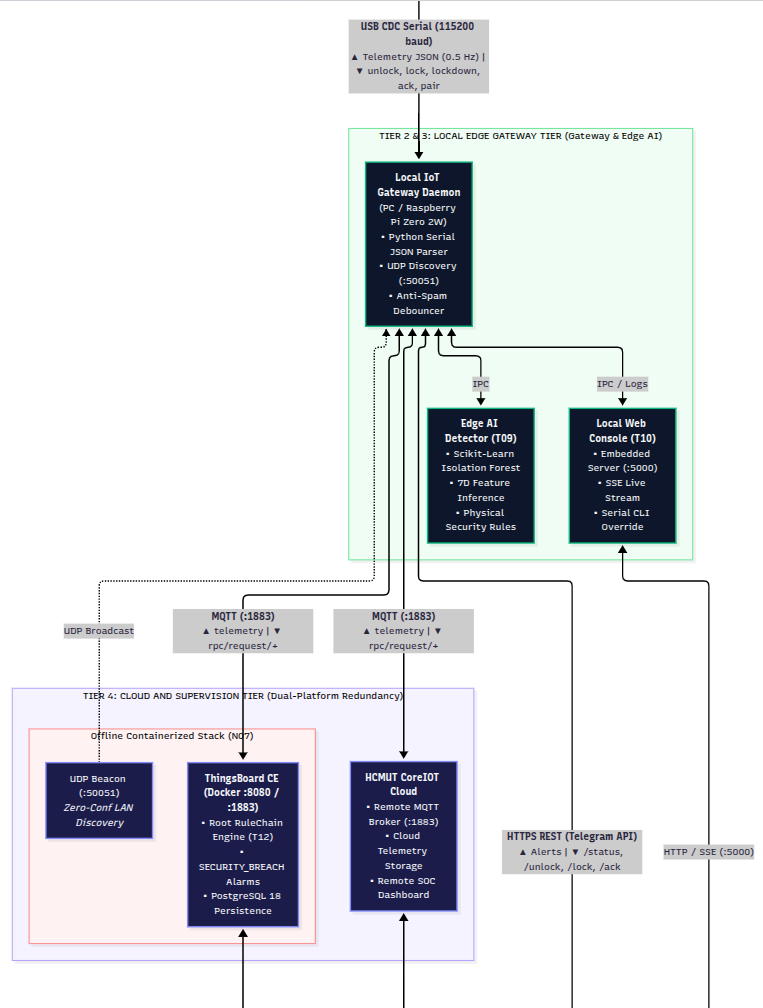 USB CDC Serial (115200
baud)
▲ Telemetry JSON (0.5 Hz) |
▼ unlock, lock, lockdown,
ack, pair
TIER 2 & 3: LOCAL EDGE GATEWAY TIER (Gateway & Edge AI)
Local IoT
Gateway Daemon
(PC / Raspberry
Pi Zero 2W)
• Python Serial
JSON Parser
• UDP Discovery
(:50051)
• Anti-Spam
Debouncer
IPC
IPC / Logs
Edge AI
Detector (T09)
• Scikit-Learn
Isolation Forest
• 7D Feature
Inference
• Physical
Security Rules
Local Web
Console (T10)
• Embedded
Server (:5000)
• SSE Live
Stream
• Serial CLI
Override
UDP Broadcast
MQTT (:1883)
▲ telemetry | ▼
rpc/request/+
MQTT (:1883)
▲ telemetry | ▼
rpc/request/+
TIER 4: CLOUD AND SUPERVISION TIER (Dual-Platform Redundancy)
Offline Containerized Stack (N07)
UDP Beacon
(:50051)
Zero-Conf LAN
Discovery
ThingsBoard CE
(Docker :8080 /
:1883)
• Root RuleChain
Engine (T12)
•
SECURITY_BREACH
Alarms
• PostgreSQL 18
Persistence
HCMUT CoreIOT
Cloud
• Remote MQTT
Broker (:1883)
• Cloud
Telemetry
Storage
• Remote SOC
Dashboard
HTTPS REST (Telegram API)
▲ Alerts | ▼ /status,
/unlock, /lock, /ack
HTTP / SSE (:5000)